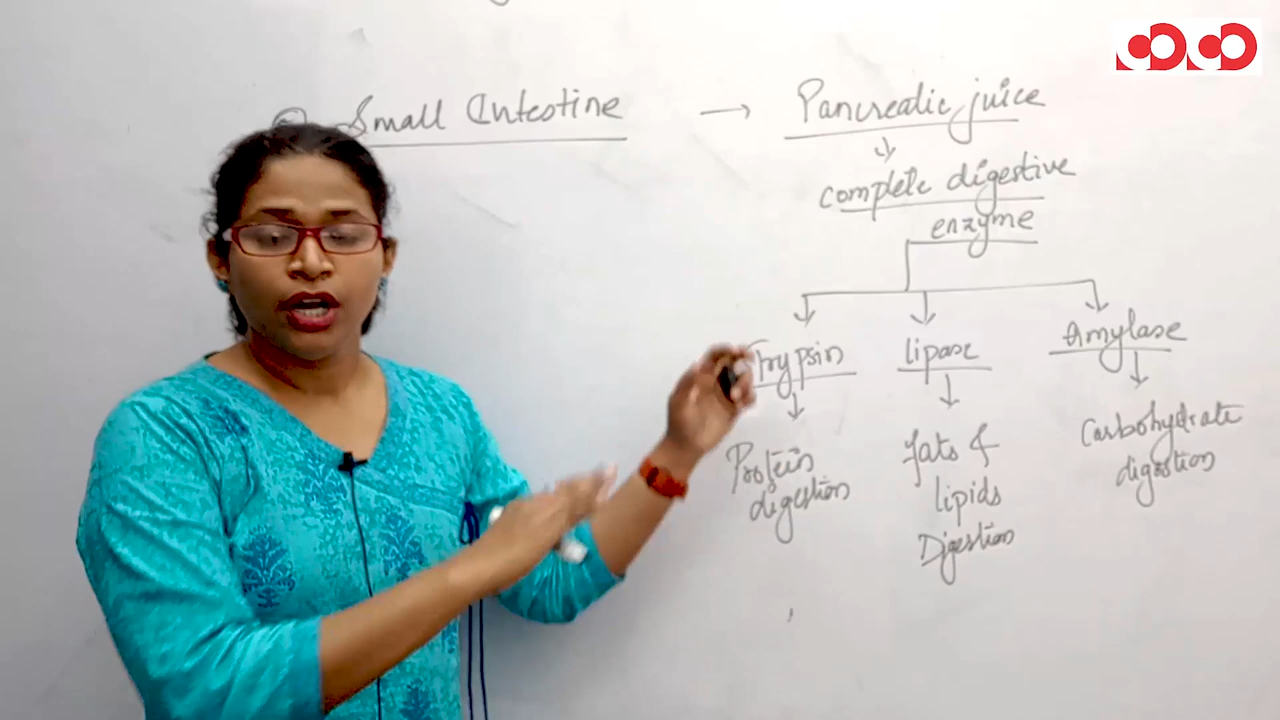 Small Intestine → Pancreatic juice
complete digestive
enzyme
Trypsin lipase Amylase
Protein
digestion
fats &
lipids
Digestion
Carbohydrate
digestion